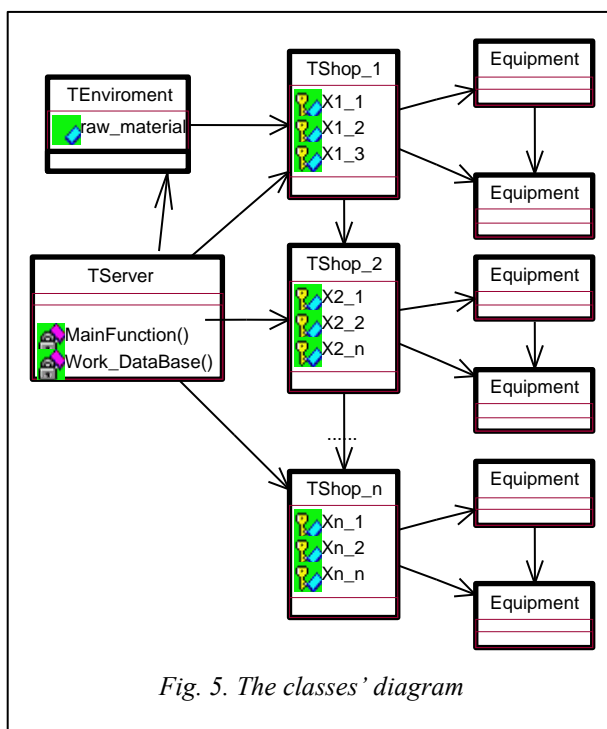 TEnviroment
raw_material
TServer
MainFunction()
Work_DataBase()
TShop_1
X1_1
X1_2
X1_3
TShop_2
X2_1
X2_2
X2_n
......
TShop_n
Xn_1
Xn_2
Xn_n
Equipment
Equipment
Equipment
Equipment
Equipment
Equipment
Fig. 5. The classes’ diagram